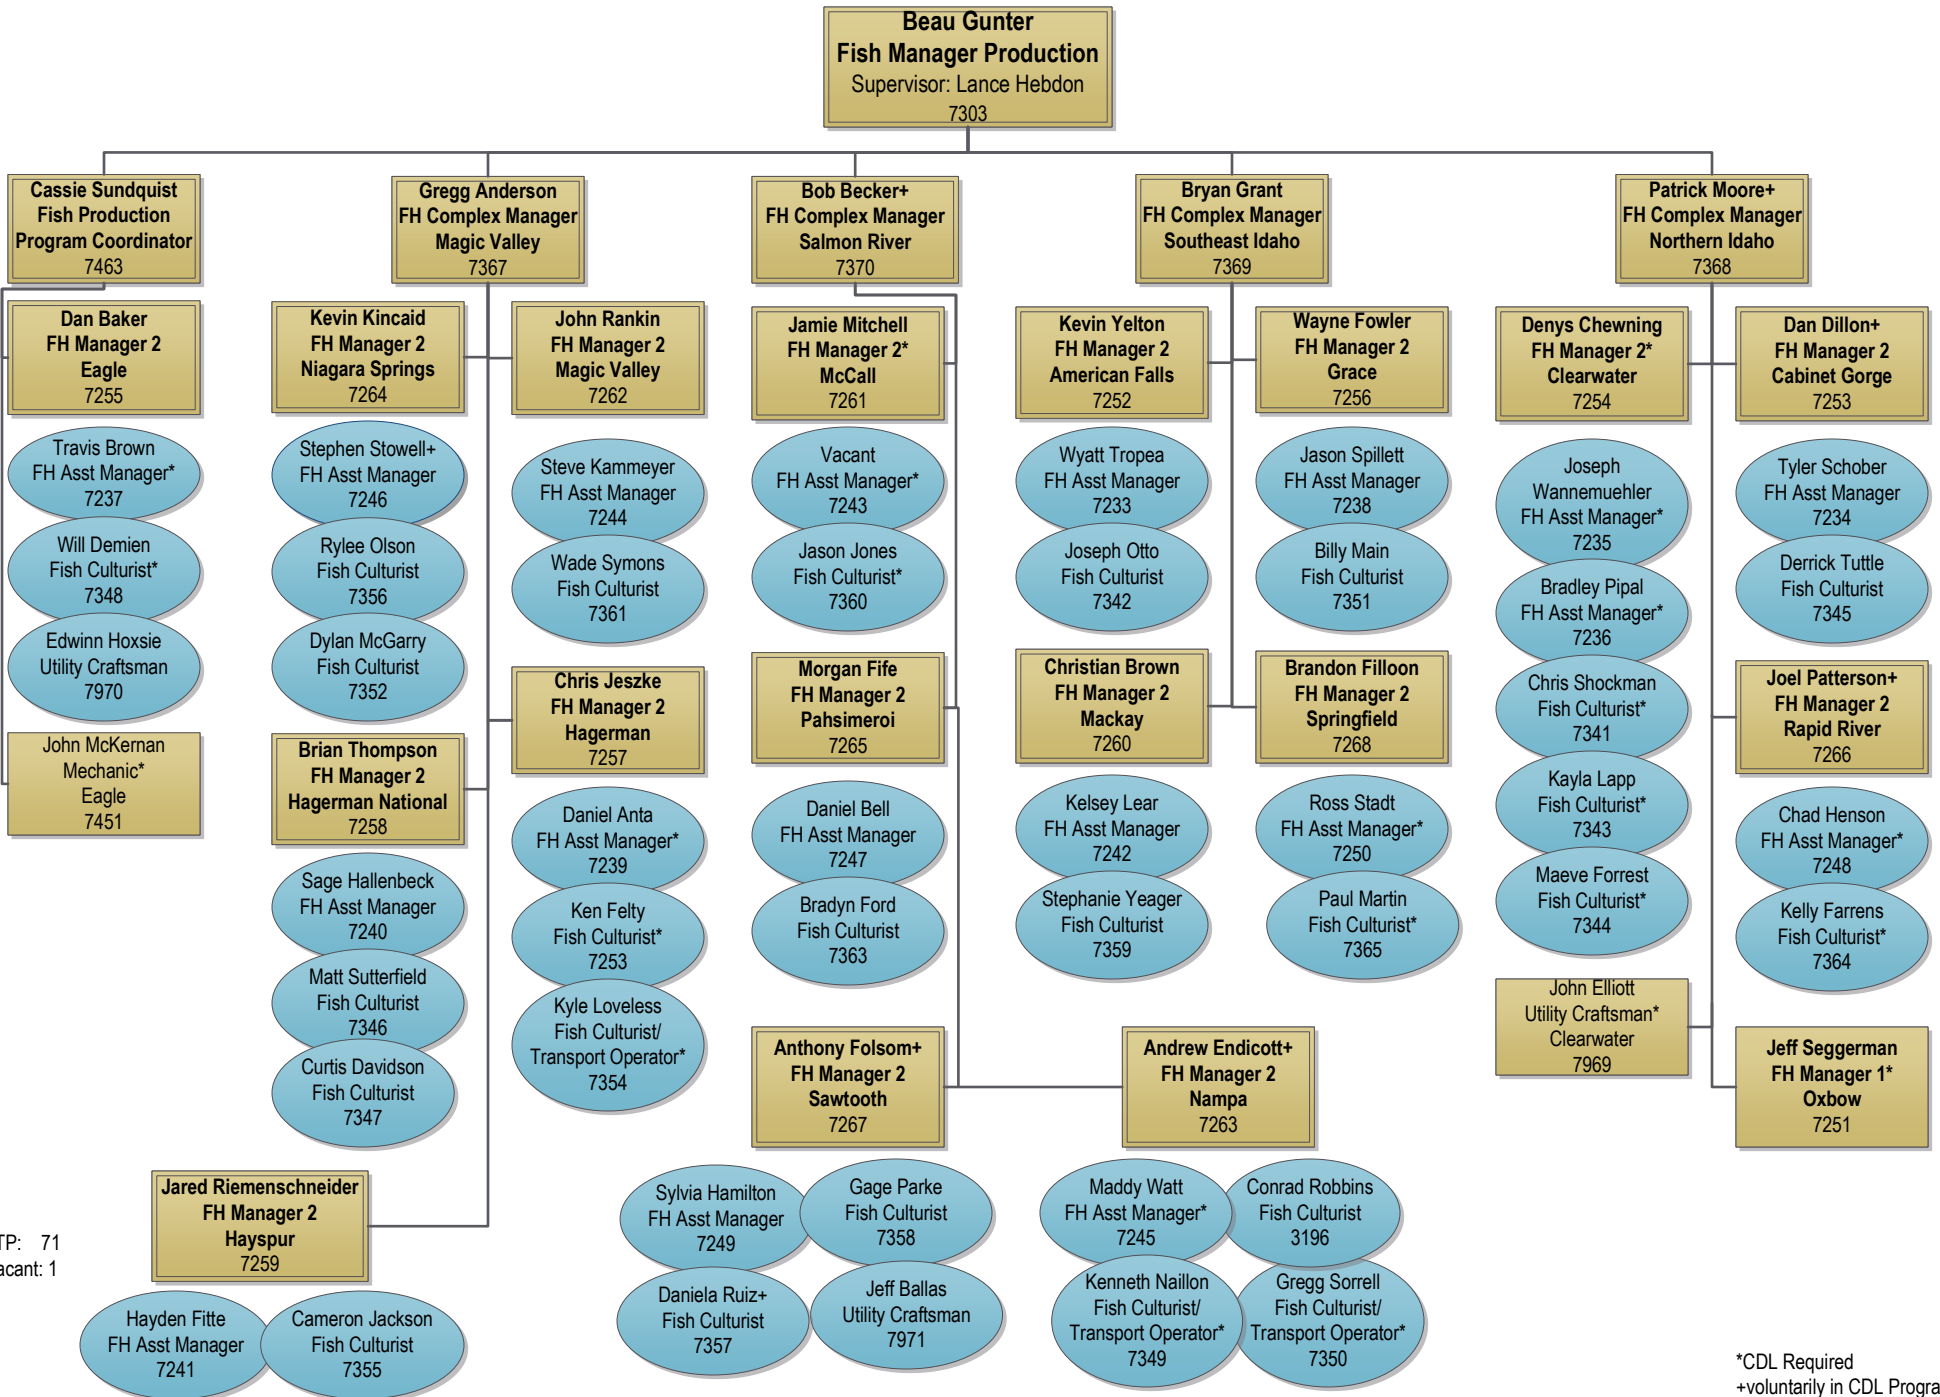 Beau Gunter
Fish Manager Production
Supervisor: Lance Hebdon
7303
Cassie Sundquist
Fish Production
Program Coordinator
7463
Gregg Anderson
FH Complex Manager
Magic Valley
7367
Bob Becker+
FH Complex Manager
Salmon River
7370
Bryan Grant
FH Complex Manager
Southeast Idaho
7369
Patrick Moore+
FH Complex Manager
Northern Idaho
7368
Dan Baker
FH Manager 2
Eagle
7255
Travis Brown
FH Asst Manager*
7237
Will Demien
Fish Culturist*
7348
Edwinn Hoxsie
Utility Craftsman
7970
John McKernan
Mechanic*
Eagle
7451
Kevin Kincaid
FH Manager 2
Niagara Springs
7264
Stephen Stowell+
FH Asst Manager
7246
Rylee Olson
Fish Culturist
7356
Dylan McGarry
Fish Culturist
7352
Brian Thompson
FH Manager 2
Hagerman National
7258
Sage Hallenbeck
FH Asst Manager
7240
Matt Sutterfield
Fish Culturist
7346
Curtis Davidson
Fish Culturist
7347
John Rankin
FH Manager 2
Magic Valley
7262
Steve Kammeyer
FH Asst Manager
7244
Wade Symons
Fish Culturist
7361
Chris Jeszke
FH Manager 2
Hagerman
7257
Daniel Anta
FH Asst Manager*
7239
Ken Felty
Fish Culturist*
7253
Kyle Loveless
Fish Culturist/
Transport Operator*
7354
Jared Riemenschneider
FH Manager 2
Hayspur
7259
Hayden Fitte
FH Asst Manager
7241
Cameron Jackson
Fish Culturist
7355
Jamie Mitchell
FH Manager 2*
McCall
7261
Vacant
FH Asst Manager*
7243
Jason Jones
Fish Culturist*
7360
Morgan Fife
FH Manager 2
Pahsimeroi
7265
Daniel Bell
FH Asst Manager
7247
Bradyn Ford
Fish Culturist
7363
Anthony Folsom+
FH Manager 2
Sawtooth
7267
Sylvia Hamilton
FH Asst Manager
7249
Gage Parke
Fish Culturist
7358
Daniela Ruiz+
Fish Culturist
7357
Jeff Ballas
Utility Craftsman
7971
Andrew Endicott+
FH Manager 2
Nampa
7263
Maddy Watt
FH Asst Manager*
7245
Conrad Robbins
Fish Culturist
3196
Kenneth Naillon
Fish Culturist/
Transport Operator*
7349
Gregg Sorrell
Fish Culturist/
Transport Operator*
7350
Kevin Yelton
FH Manager 2
American Falls
7252
Wyatt Tropea
FH Asst Manager
7233
Joseph Otto
Fish Culturist
7342
Christian Brown
FH Manager 2
Mackay
7260
Kelsey Lear
FH Asst Manager
7242
Stephanie Yeager
Fish Culturist
7359
Wayne Fowler
FH Manager 2
Grace
7256
Jason Spillett
FH Asst Manager
7238
Billy Main
Fish Culturist
7351
Brandon Filloon
FH Manager 2
Springfield
7268
Ross Stadt
FH Asst Manager*
7250
Paul Martin
Fish Culturist*
7365
Denys Chewning
FH Manager 2*
Clearwater
7254
Joseph
Wannemuehler
FH Asst Manager*
7235
Bradley Pipal
FH Asst Manager*
7236
Chris Shockman
Fish Culturist*
7341
Kayla Lapp
Fish Culturist*
7343
Maeve Forrest
Fish Culturist*
7344
John Elliott
Utility Craftsman*
Clearwater
7969
Dan Dillon+
FH Manager 2
Cabinet Gorge
7253
Tyler Schober
FH Asst Manager
7234
Derrick Tuttle
Fish Culturist
7345
Joel Patterson+
FH Manager 2
Rapid River
7266
Chad Henson
FH Asst Manager*
7248
Kelly Farrens
Fish Culturist*
7364
Jeff Seggerman
FH Manager 1*
Oxbow
7251
TP: 71
acant: 1
*CDL Required
+voluntarily in CDL Progra